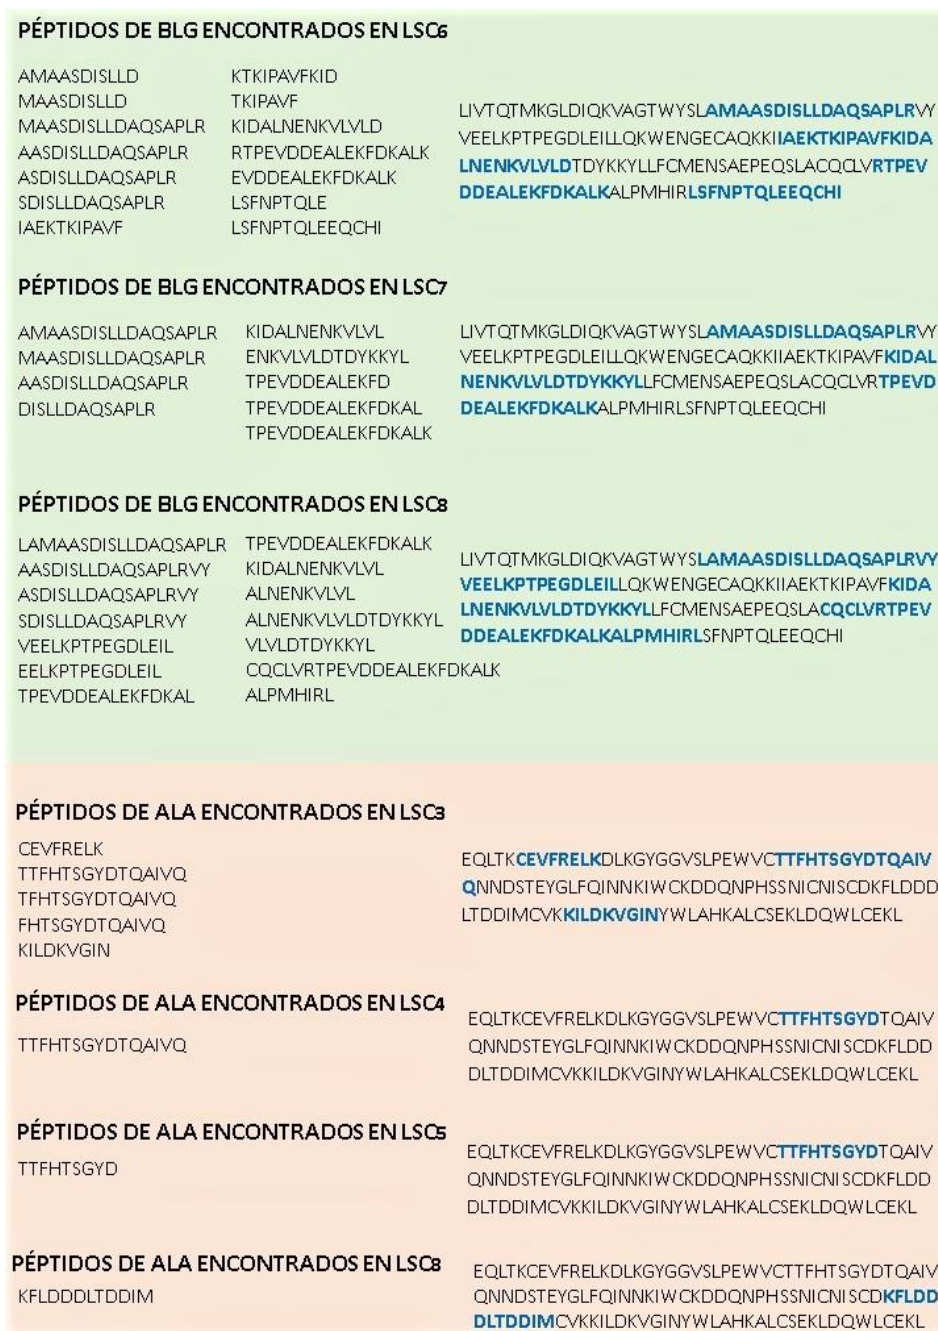 PÉPTIDOS DE BLG ENCONTRADOS EN LSC6
AMAASDISLLD
MAASDISLLD
MAASDISLLDAQSAPLR
AASDISLLDAQSAPLR
ASDISLLDAQSAPLR
SDISLLDAQSAPLR
IAEKTKIPAVF
KTKIPAVFKID
TKIPAVF
KIDALNENKVLVLD
RTPEVDDEALEKFDKALK
EVDDEALEKFDKALK
LSFNPTQLE
LSFNPTQLEEQCHI
LIVTQTMKGLDIQKVAGTWYSLAMAASDISLLDAQSAPLRVY
VEELKPTPEGDLEILLQKWENGECAQKKIIAEKTKIPAVFKIDA
LNENKVLVLDTDYKKYLLFCMENSAEPEQSLACQCLVRTPEV
DDEALEKFDKALKALPMHIRLSFNPTQLEEQCHI
PÉPTIDOS DE BLG ENCONTRADOS EN LSC7
AMAASDISLLDAQSAPLR
MAASDISLLDAQSAPLR
AASDISLLDAQSAPLR
DISLLDAQSAPLR
KIDALNENKVLVL
ENKVLVLDTDYKKYL
TPEVDDEALEKFD
TPEVDDEALEKFDKAL
TPEVDDEALEKFDKALK
LIVTQTMKGLDIQKVAGTWYSLAMAASDISLLDAQSAPLRVY
VEELKPTPEGDLEILLQKWENGECAQKKIIAEKTKIPAVFKIDAL
NENKVLVLDTDYKKYLLFCMENSAEPEQSLACQCLVRTPEVD
DEALEKFDKALKALPMHIRLSFNPTQLEEQCHI
PÉPTIDOS DE BLG ENCONTRADOS EN LSC8
LAMAASDISLLDAQSAPLR
AASDISLLDAQSAPLRVY
ASDISLLDAQSAPLRVY
SDISLLDAQSAPLRVY
VEELKPTPEGDLEIL
EELKPTPEGDLEIL
TPEVDDEALEKFDKAL
TPEVDDEALEKFDKALK
KIDALNENKVLVL
ALNENKVLVL
ALNENKVLVLDTDYKKYL
VLVLDTDYKKYL
CQCLVRTPEVDDEALEKFDKALK
ALPMHIRL
LIVTQTMKGLDIQKVAGTWYSLAMAASDISLLDAQSAPLRVY
VEELKPTPEGDLEILLQKWENGECAQKKIIAEKTKIPAVFKIDA
LNENKVLVLDTDYKKYLLFCMENSAEPEQSLACQCLVRTPEV
DDEALEKFDKALKALPMHIRLSFNPTQLEEQCHI
PÉPTIDOS DE ALA ENCONTRADOS EN LSC3
CEVFRELK
TTFHTSGYDTQAIVQ
TFHTSGYDTQAIVQ
FHTSGYDTQAIVQ
KILDKVGIN
EQLTKCEVFRELKDLKGYGGVSLPEWVCTTFHTSGYDTQAIV
QNNDSTEYGLFQINNKIWCKDDQNPHSSNICNISCDKFLDDD
LTDDIMCVKKILDKVGINYWLAHKALCSEKLDQWLCEKL
PÉPTIDOS DE ALA ENCONTRADOS EN LSC4
TTFHTSGYDTQAIVQ
EQLTKCEVFRELKDLKGYGGVSLPEWVCTTFHTSGYDTQAIV
QNNDSTEYGLFQINNKIWCKDDQNPHSSNICNISCDKFLDD
DLTDDIMCVKKILDKVGINYWLAHKALCSEKLDQWLCEKL
PÉPTIDOS DE ALA ENCONTRADOS EN LSC5
TTFHTSGYD
EQLTKCEVFRELKDLKGYGGVSLPEWVCTTFHTSGYDTQAIV
QNNDSTEYGLFQINNKIWCKDDQNPHSSNICNISCDKFLDD
DLTDDIMCVKKILDKVGINYWLAHKALCSEKLDQWLCEKL
PÉPTIDOS DE ALA ENCONTRADOS EN LSC8
KFLDDDLTDDIM
EQLTKCEVFRELKDLKGYGGVSLPEWVCTTFHTSGYDTQAIV
QNNDSTEYGLFQINNKIWCKDDQNPHSSNICNISCDKFLDD
DLTDDIMCVKKILDKVGINYWLAHKALCSEKLDQWLCEKL